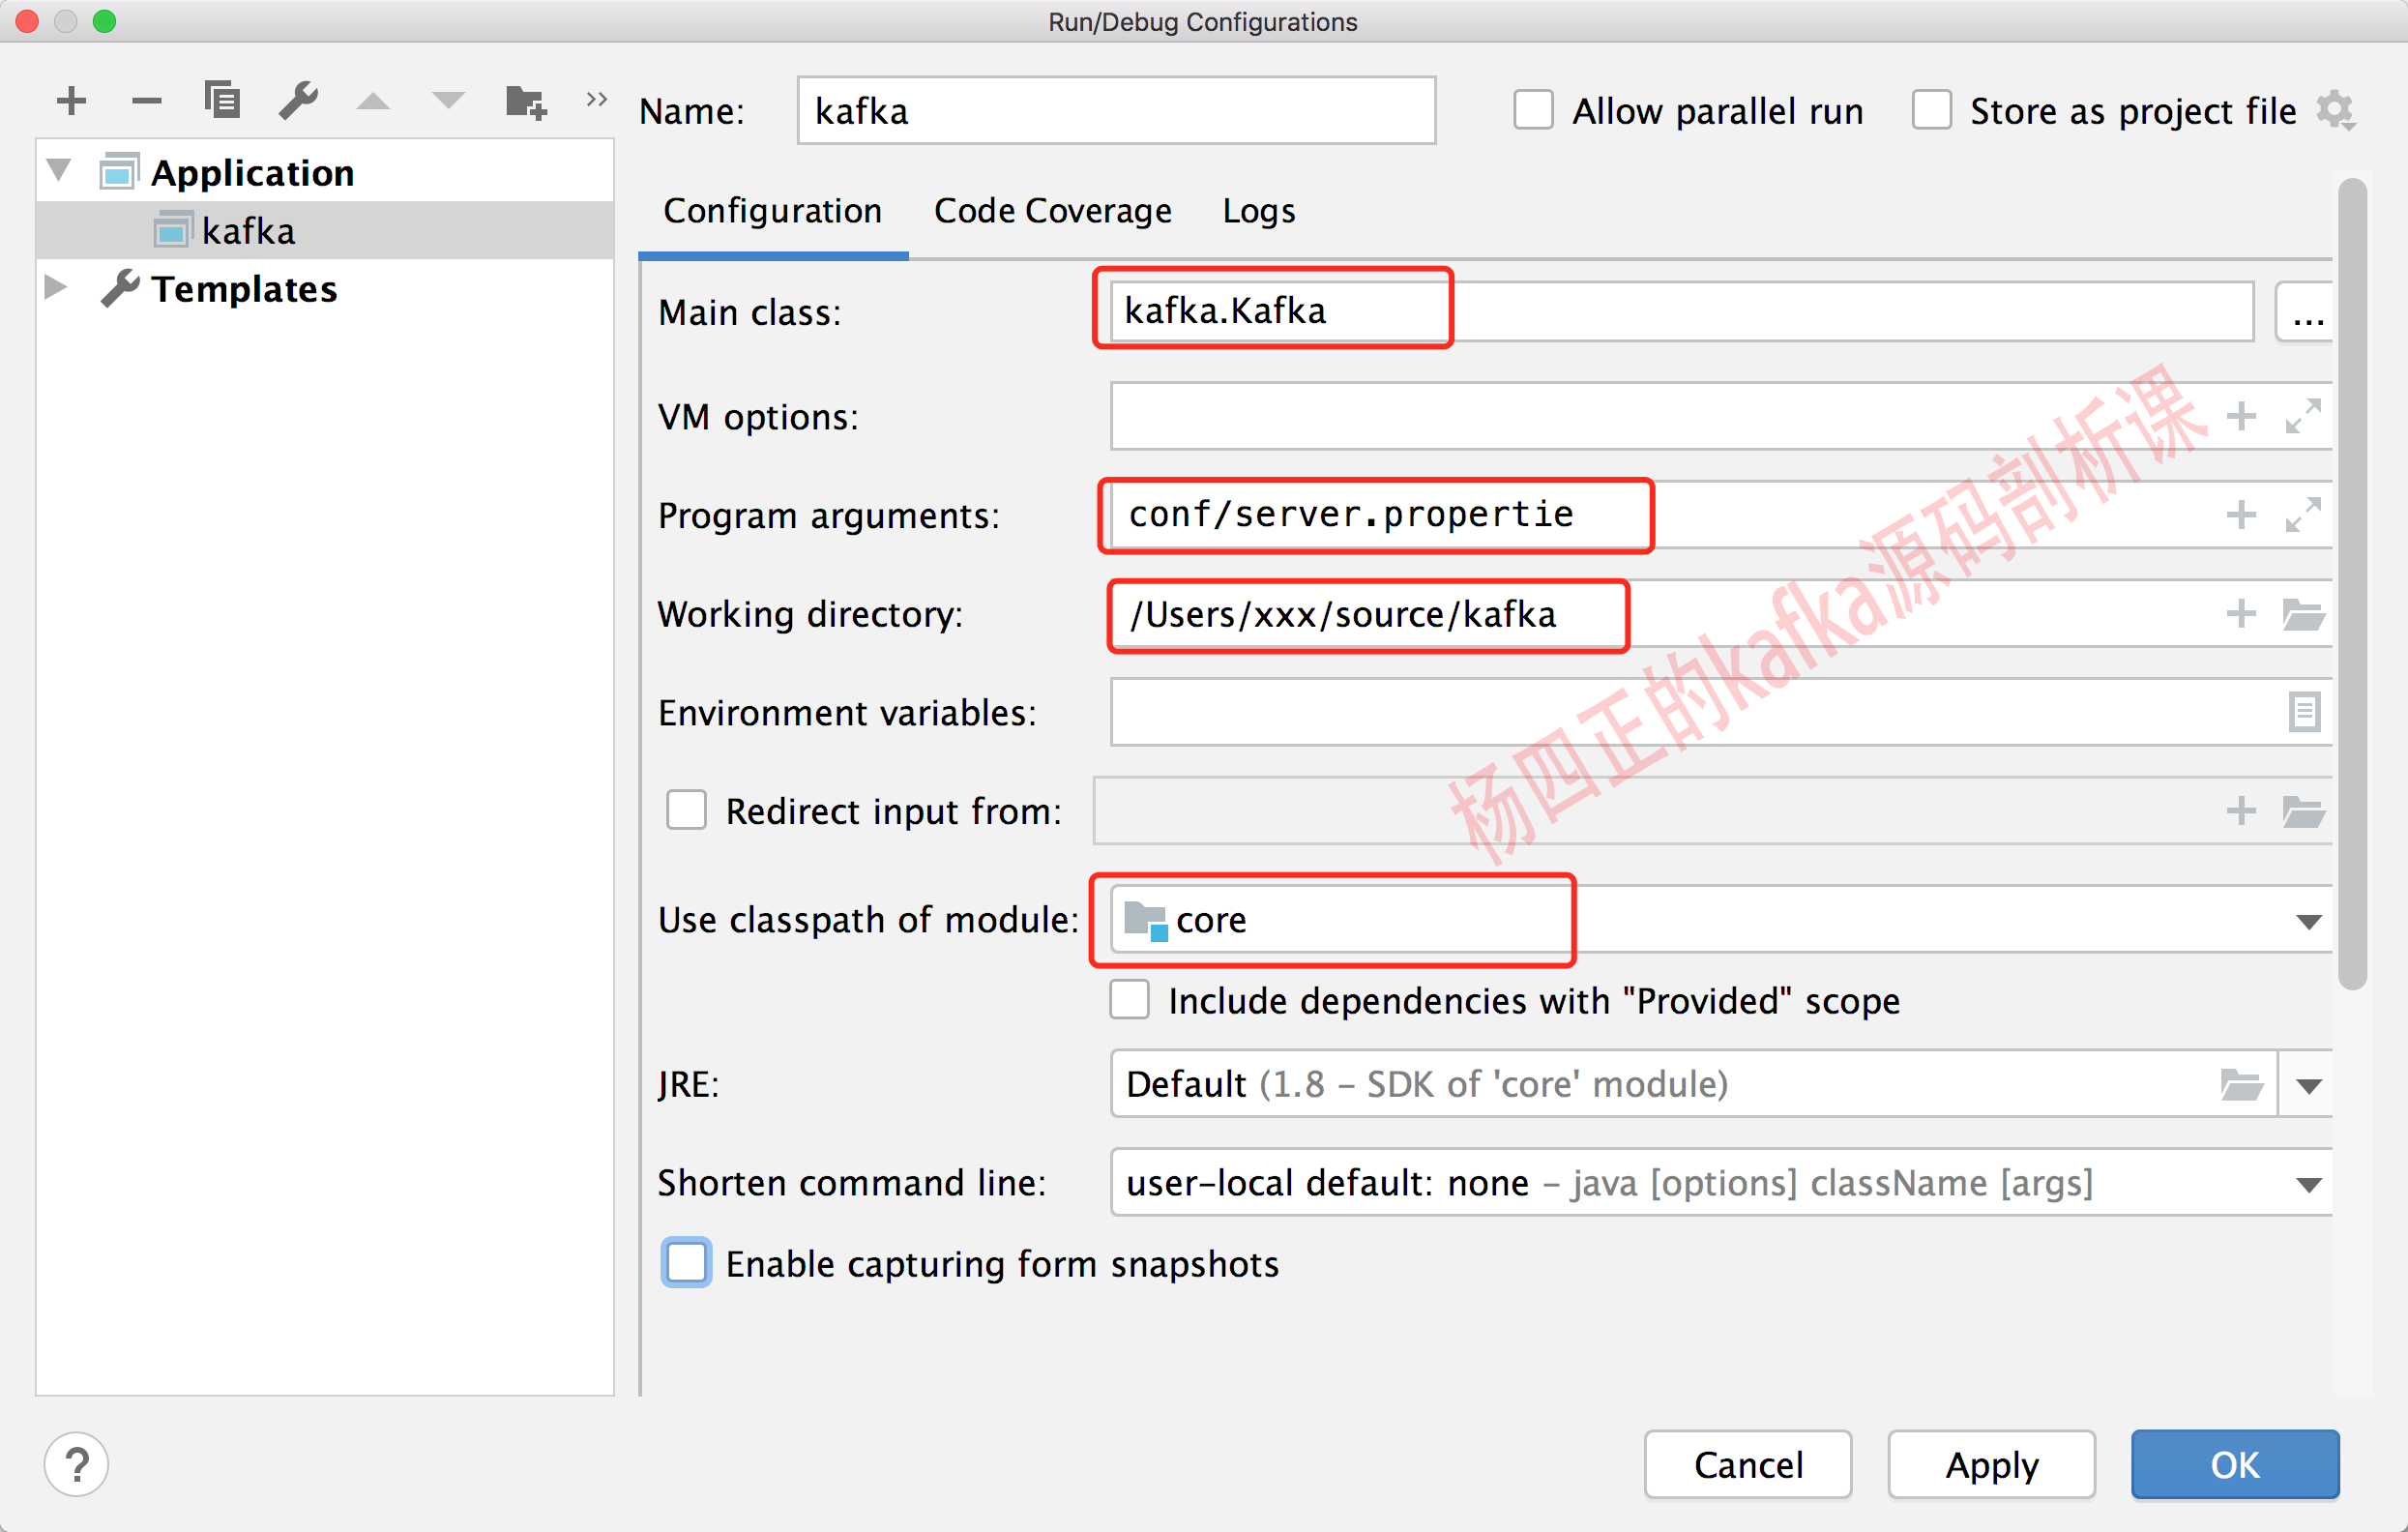 Run/Debug Configurations
Name: kafka Allow parallel run Store as project file
Application
kafka
Templates
Configuration Code Coverage Logs
Main class: kafka.Kafka ...
VM options:
Program arguments: conf/server.propertie
Working directory: /Users/xxx/source/kafka
Environment variables:
Redirect input from:
Use classpath of module: core
Include dependencies with "Provided" scope
JRE: Default (1.8 – SDK of 'core' module)
Shorten command line: user-local default: none – java [options] className [args]
Enable capturing form snapshots
杨四正的kafka源码剖析课
? Cancel Apply OK